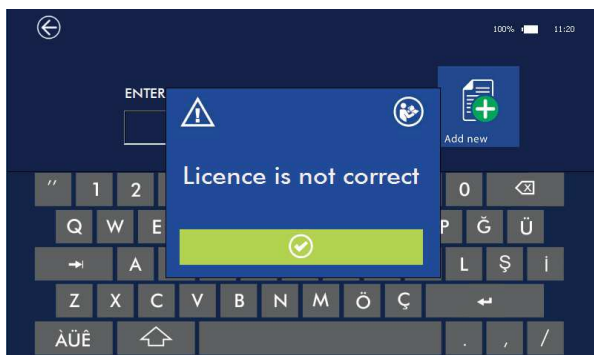 100% 11:20
ENTER
Add new
Licence is not correct
" 1 2 0
Q W E P Ğ Ü
A L Ş İ
Z X C V B N M Ö Ç
ÀÜÊ . , /